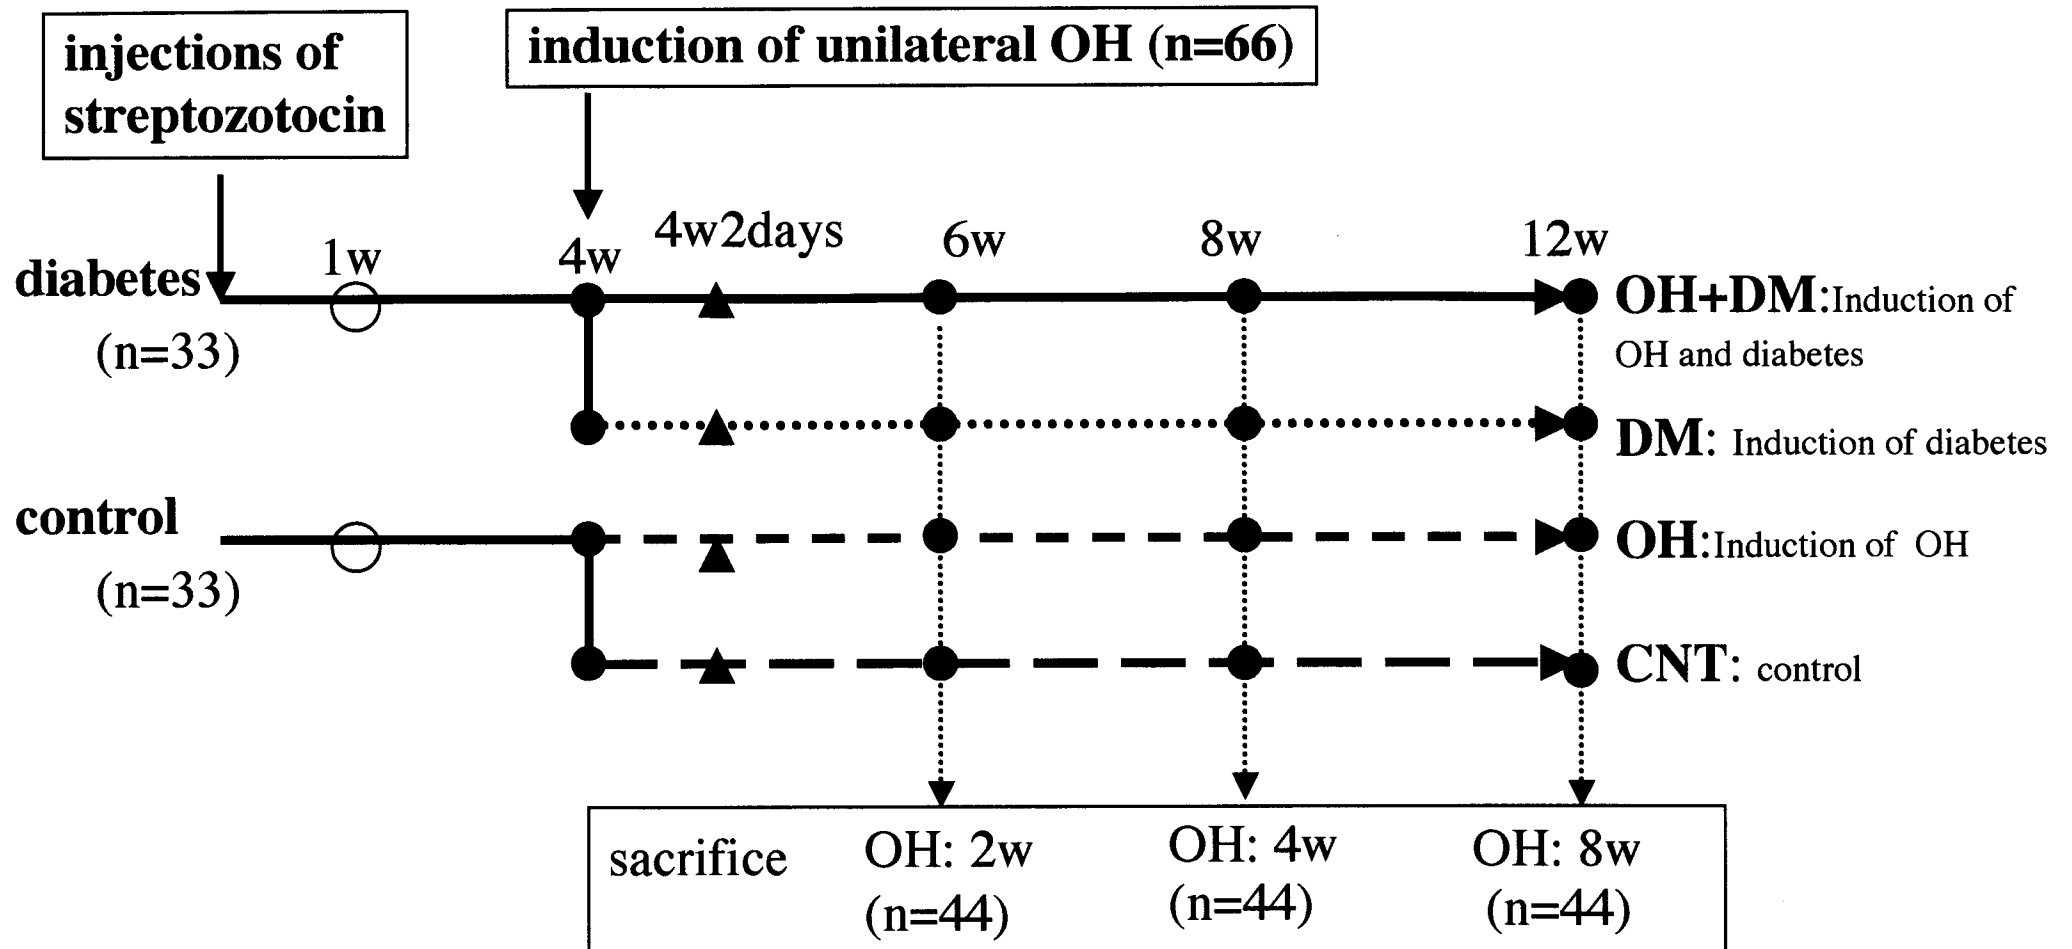 injections of
streptozotocin
induction of unilateral OH (n=66)
1w
4w
4w2days
6w
8w
12w
diabetes
(n=33)
OH+DM:Induction of
OH and diabetes
DM: Induction of diabetes
control
(n=33)
OH:Induction of OH
CNT: control
sacrifice
OH: 2w
(n=44)
OH: 4w
(n=44)
OH: 8w
(n=44)